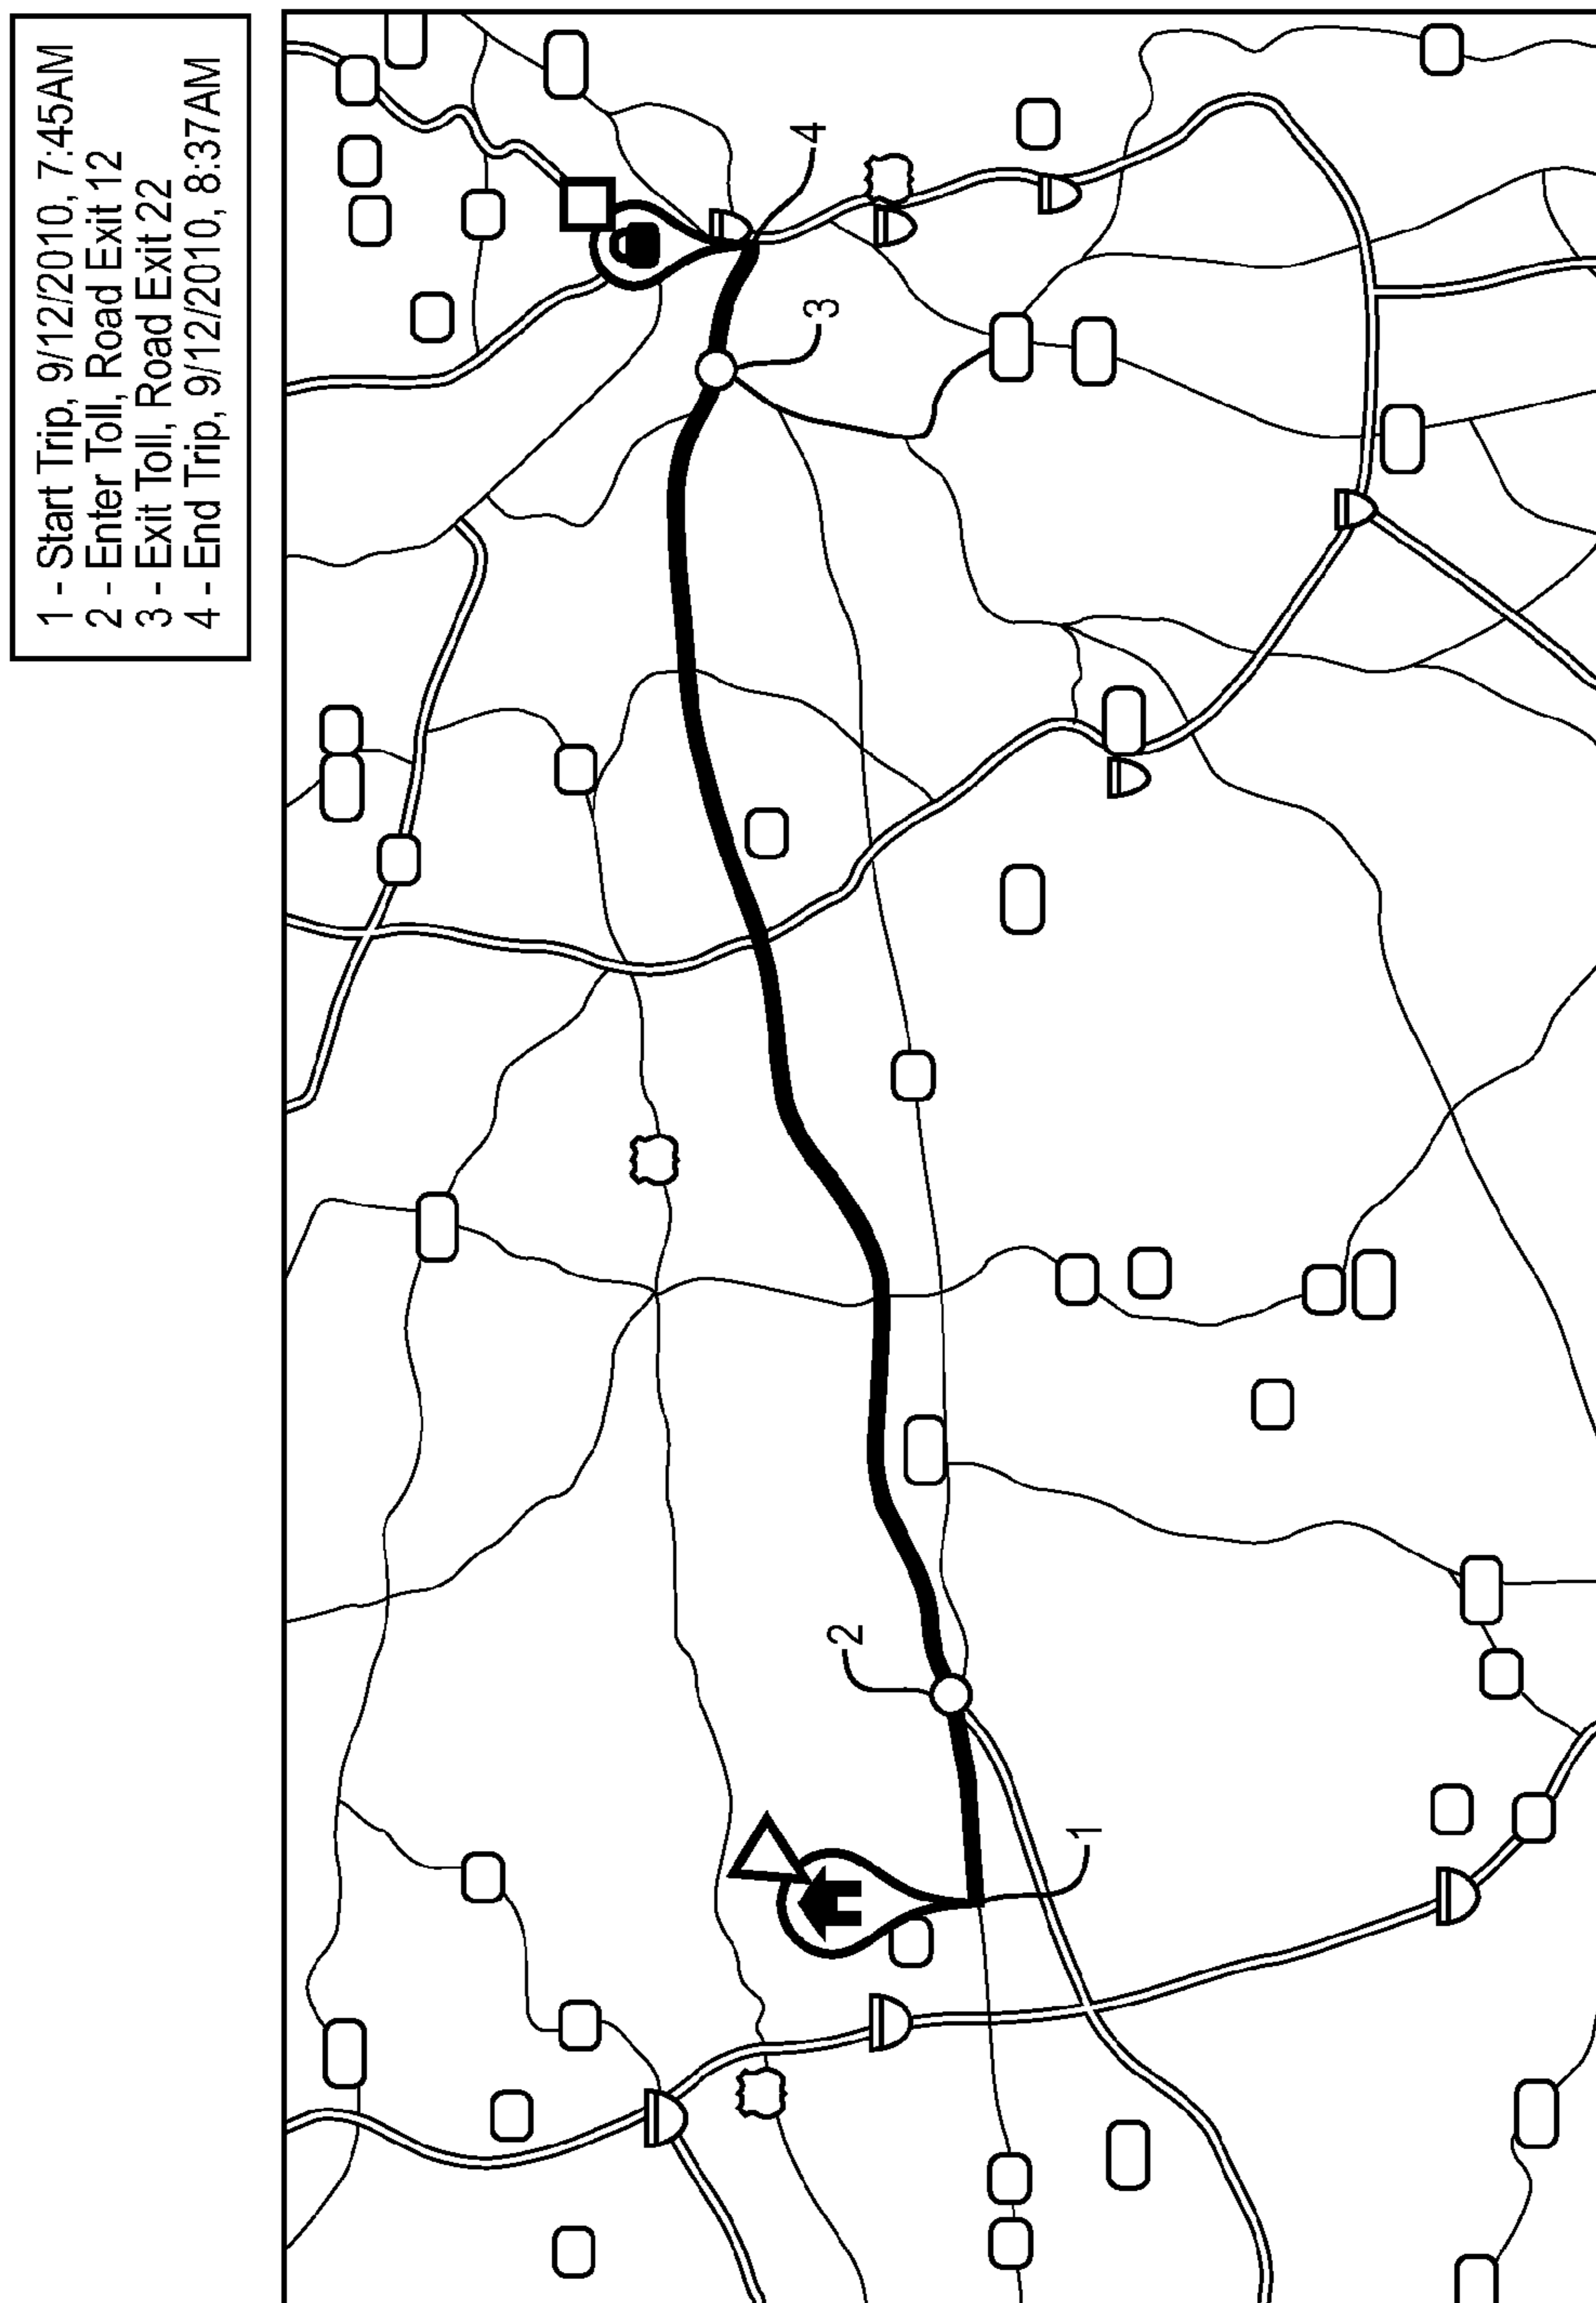 1 - Start Trip, 9/12/2010, 7:45AM
2 - Enter Toll, Road Exit 12
3 - Exit Toll, Road Exit 22
4 - End Trip, 9/12/2010, 8:37AM
1
2
3
4